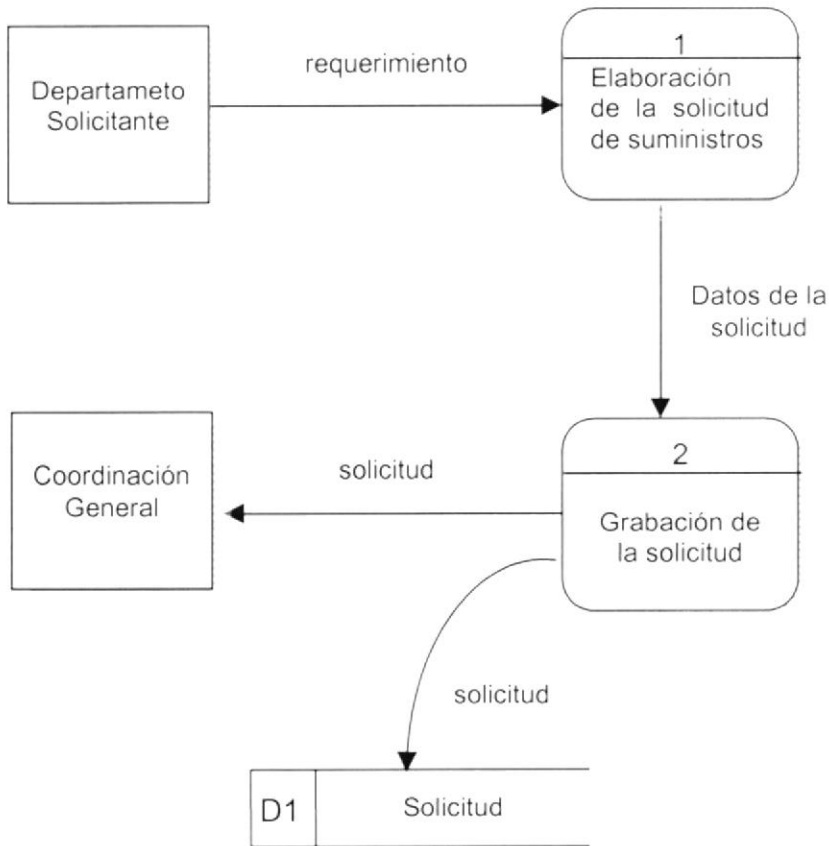 Departameto
Solicitante
requerimiento
1
Elaboración
de la solicitud
de suministros
Datos de la
solicitud
Coordinación
General
solicitud
2
Grabación de
la solicitud
solicitud
D1
Solicitud